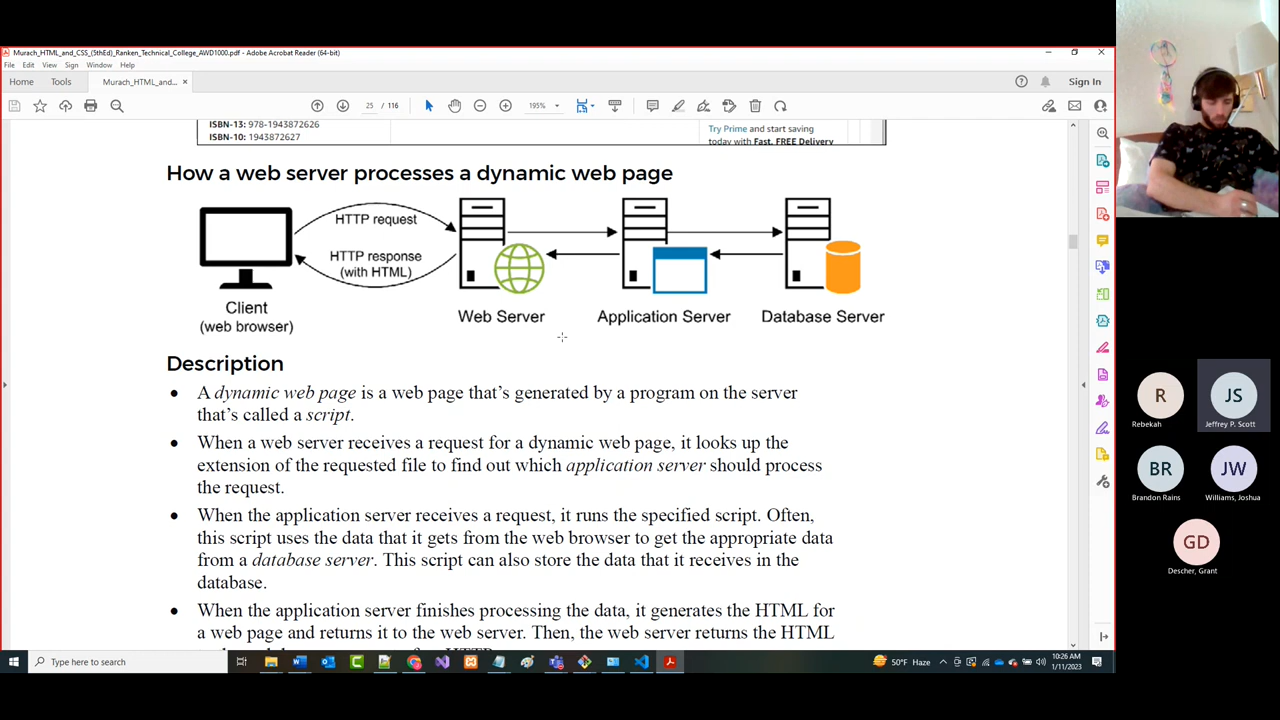 Murach_HTML_and_CSS_(5thEd)_Ranken_Technical_College_AWD1000.pdf - Adobe Acrobat Reader (64-bit)
File Edit View Sign Window Help
Home Tools Murach_HTML_and... × Sign In
25 / 116 195%
ISBN-13: 978-1943872626
ISBN-10: 1943872627
Try Prime and start saving
today with Fast, FREE Delivery
How a web server processes a dynamic web page
HTTP request
HTTP response
(with HTML)
Client
(web browser)
Web Server
Application Server
Database Server
Description
• A dynamic web page is a web page that's generated by a program on the server
that's called a script.
• When a web server receives a request for a dynamic web page, it looks up the
extension of the requested file to find out which application server should process
the request.
• When the application server receives a request, it runs the specified script. Often,
this script uses the data that it gets from the web browser to get the appropriate data
from a database server. This script can also store the data that it receives in the
database.
• When the application server finishes processing the data, it generates the HTML for
a web page and returns it to the web server. Then, the web server returns the HTML
R
Rebekah
JS
Jeffrey P. Scott
BR
Brandon Rains
JW
Williams, Joshua
GD
Descher, Grant
Type here to search
50°F Haze
10:26 AM
1/11/2023